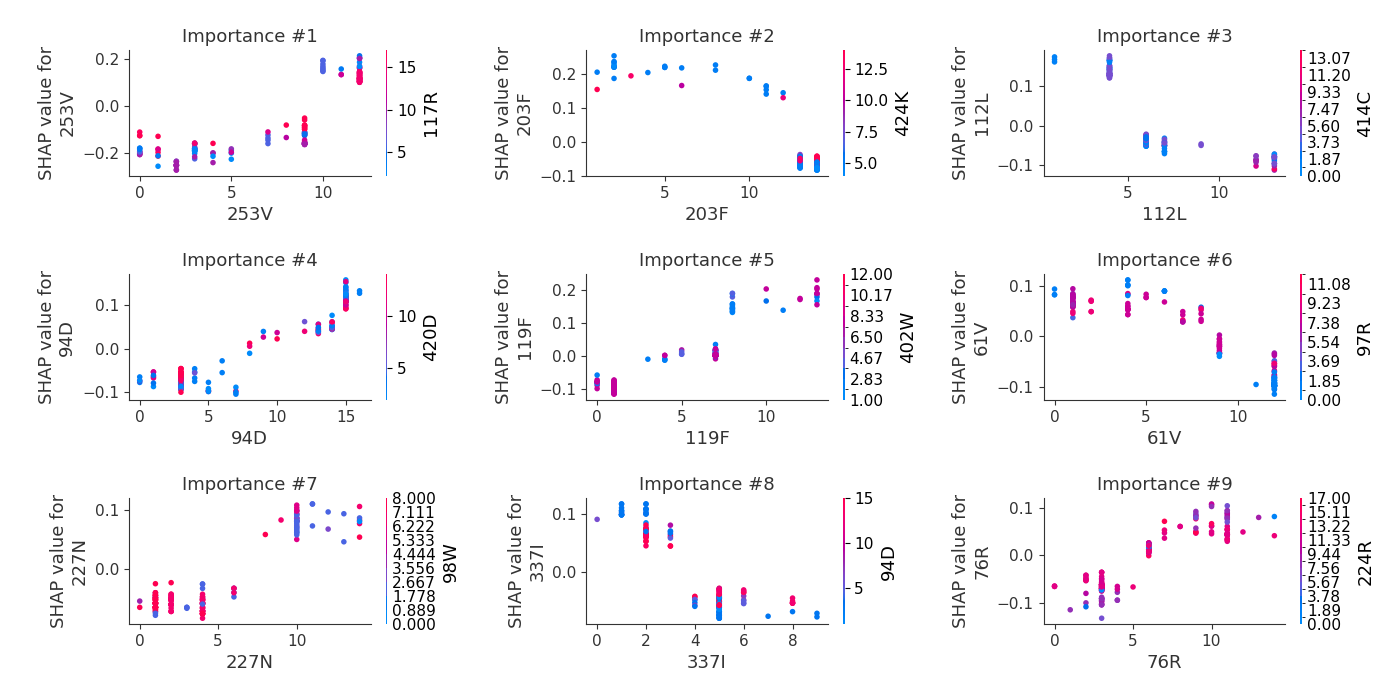 Importance #1
Importance #2
Importance #3
SHAP value for
253V
0.2
0.0
−0.2
0
5
10
253V
15
10
5
117R
SHAP value for
203F
0.2
0.1
0.0
−0.1
5
10
203F
12.5
10.0
7.5
5.0
424K
SHAP value for
112L
0.1
0.0
−0.1
5
10
112L
13.07
11.20
9.33
7.47
5.60
3.73
1.87
0.00
414C
Importance #4
Importance #5
Importance #6
SHAP value for
94D
0.1
0.0
−0.1
0
5
10
15
94D
10
5
420D
SHAP value for
119F
0.2
0.1
0.0
−0.1
0
5
10
119F
12.00
10.17
8.33
6.50
4.67
2.83
1.00
402W
SHAP value for
61V
0.1
0.0
−0.1
0
5
10
61V
11.08
9.23
7.38
5.54
3.69
1.85
0.00
97R
Importance #7
Importance #8
Importance #9
SHAP value for
227N
0.1
0.0
0
10
227N
8.000
7.111
6.222
5.333
4.444
3.556
2.667
1.778
0.889
0.000
98W
SHAP value for
337I
0.1
0.0
0
2
4
6
8
337I
15
10
5
94D
SHAP value for
76R
0.1
0.0
−0.1
0
5
10
76R
17.00
15.11
13.22
11.33
9.44
7.56
5.67
3.78
1.89
0.00
224R